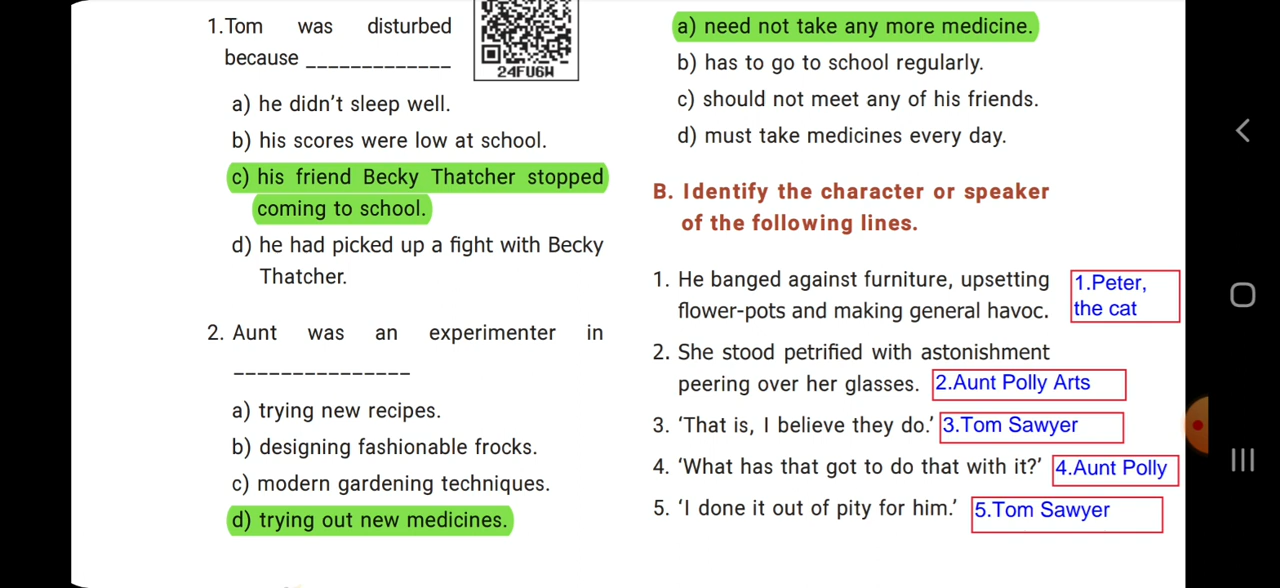 1.Tom was disturbed
because _____________
24FU6W
a) he didn't sleep well.
b) his scores were low at school.
c) his friend Becky Thatcher stopped
coming to school.
d) he had picked up a fight with Becky
Thatcher.
2. Aunt was an experimenter in
_______________
a) trying new recipes.
b) designing fashionable frocks.
c) modern gardening techniques.
d) trying out new medicines.
a) need not take any more medicine.
b) has to go to school regularly.
c) should not meet any of his friends.
d) must take medicines every day.
B. Identify the character or speaker
of the following lines.
1. He banged against furniture, upsetting
flower-pots and making general havoc.
1.Peter,
the cat
2. She stood petrified with astonishment
peering over her glasses. 2.Aunt Polly Arts
3. 'That is, I believe they do.' 3.Tom Sawyer
4. 'What has that got to do that with it?' 4.Aunt Polly
5. 'I done it out of pity for him.' 5.Tom Sawyer